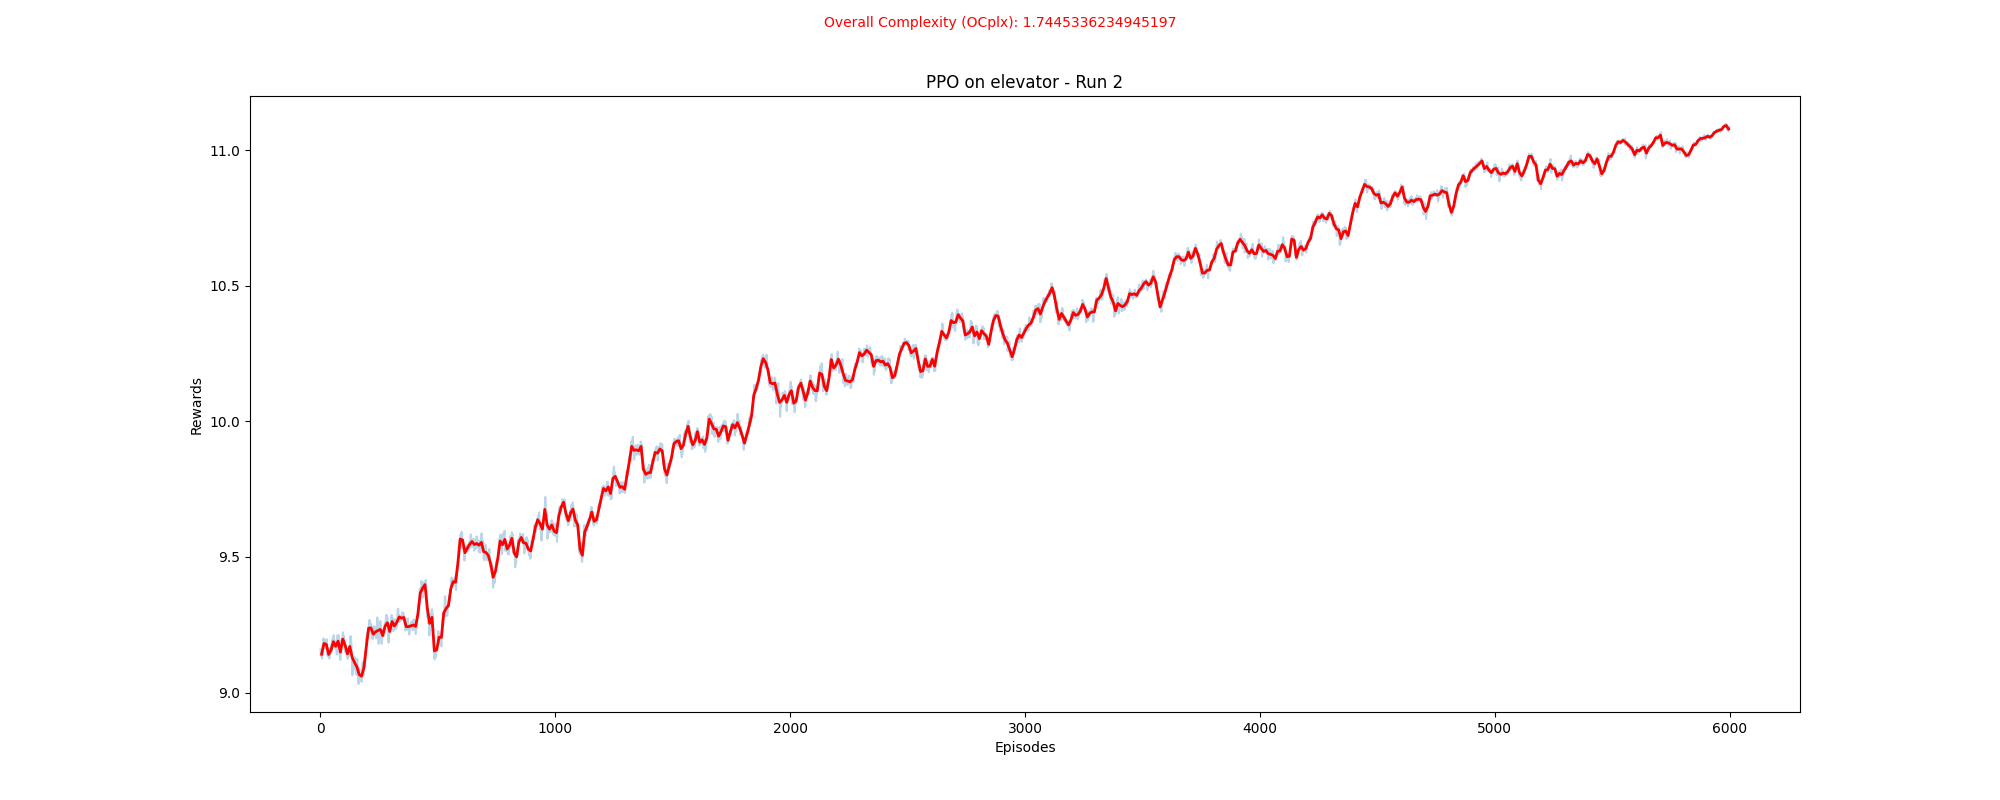 Overall Complexity (OCplx): 1.7445336234945197
PPO on elevator - Run 2
11.0
10.5
10.0
9.5
9.0
Rewards
0 1000 2000 3000 4000 5000 6000
Episodes